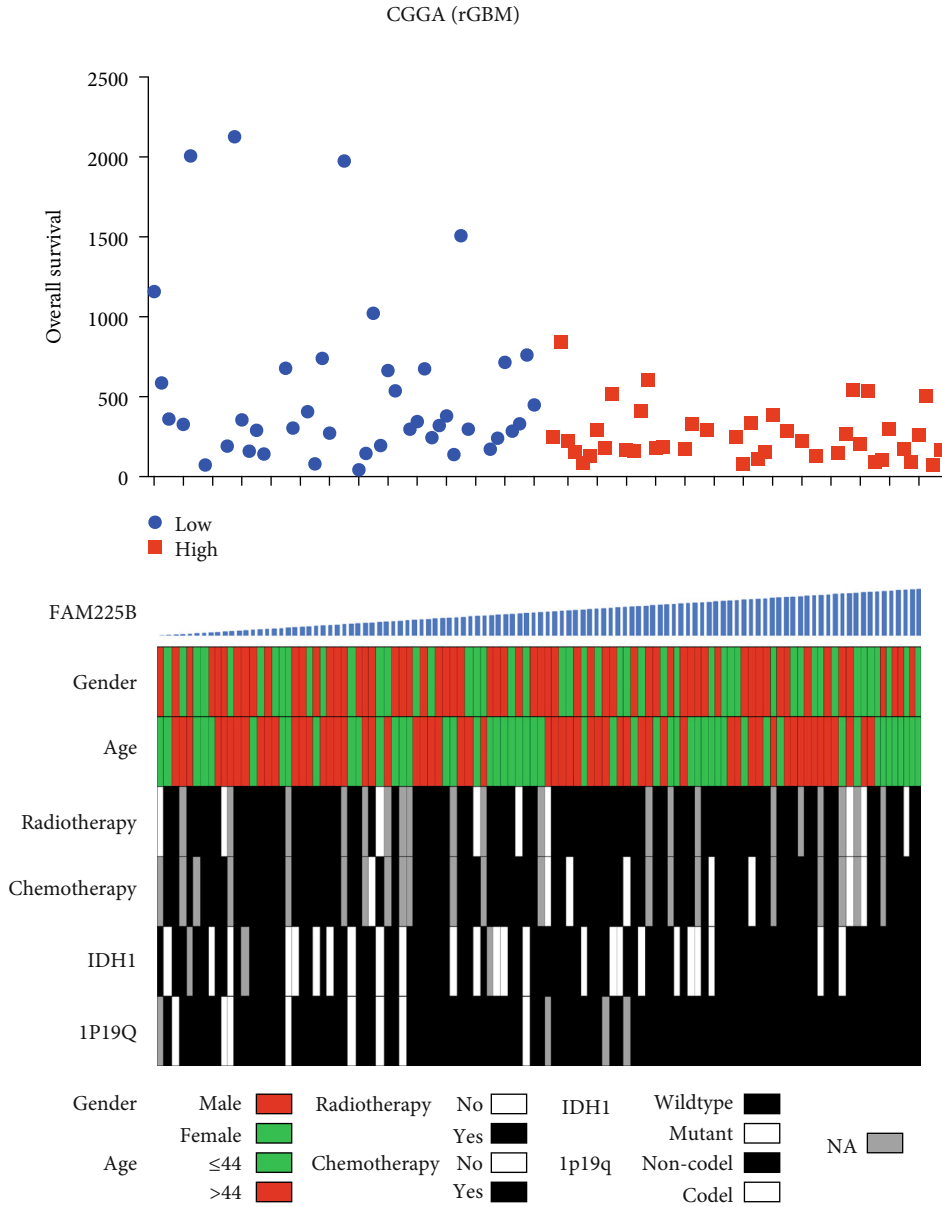 CGGA (rGBM)
2500
2000
1500
1000
500
0
Overall survival
Low
High
FAM225B
Gender
Age
Radiotherapy
Chemotherapy
IDH1
1P19Q
Gender Male Radiotherapy No IDH1 Wildtype
Female Yes Mutant NA
Age ≤44 Chemotherapy No 1p19q Non-codel
>44 Yes Codel